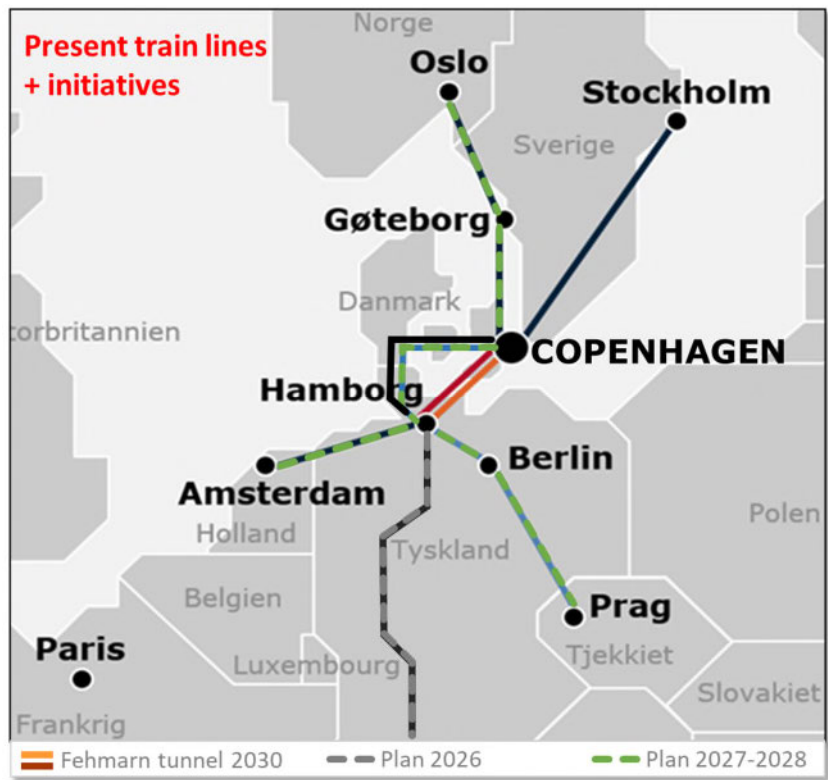 Present train lines
+ initiatives
Norge
Oslo
Stockholm
Sverige
Gøteborg
Danmark
torbritannien
COPENHAGEN
Hamborg
Berlin
Amsterdam
Holland
Polen
Tyskland
Belgien
Prag
Paris
Tjekkiet
Luxembourg
Slovakiet
Frankrig
Fehmarn tunnel 2030
Plan 2026
Plan 2027-2028